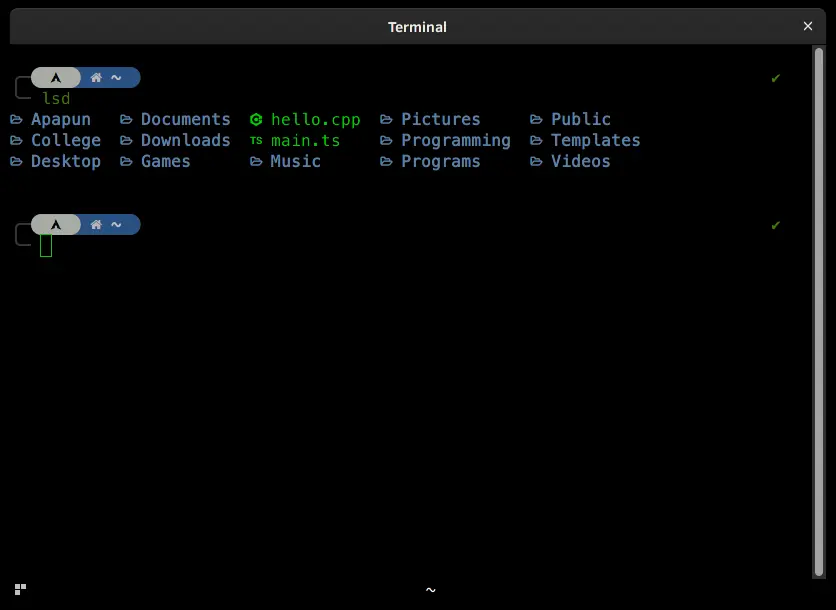 Terminal
~
lsd
Apapun Documents hello.cpp Pictures Public
College Downloads TS main.ts Programming Templates
Desktop Games Music Programs Videos
~
~